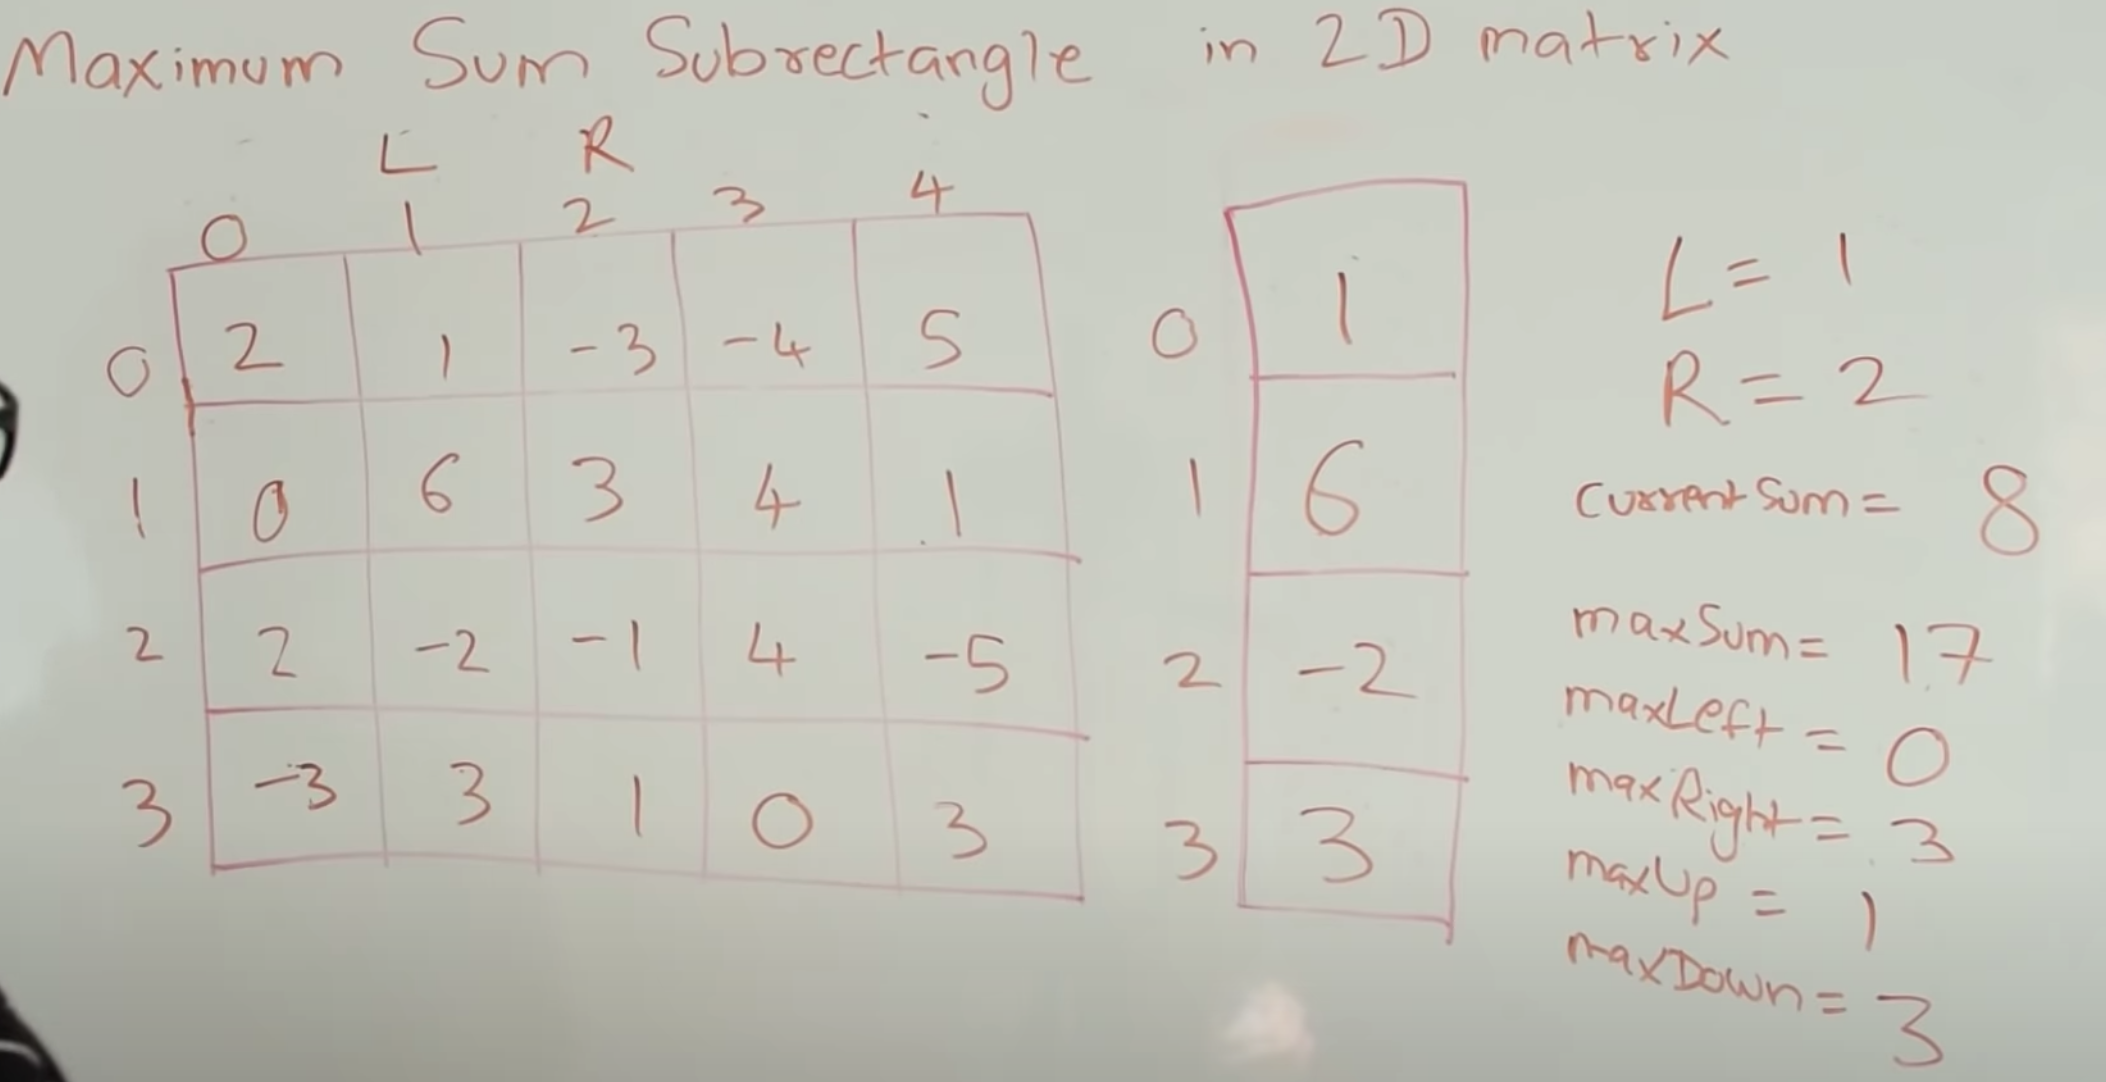 Maximum Sum Subrectangle in 2D matrix
L R
0 1 2 3 4
0 2 1 -3 -4 5
1 0 6 3 4 1
2 2 -2 -1 4 -5
3 -3 3 1 0 3
0 1
1 6
2 -2
3 3
L = 1
R = 2
currentSum = 8
maxSum = 17
maxLeft = 0
maxRight = 3
maxUp = 1
maxDown = 3